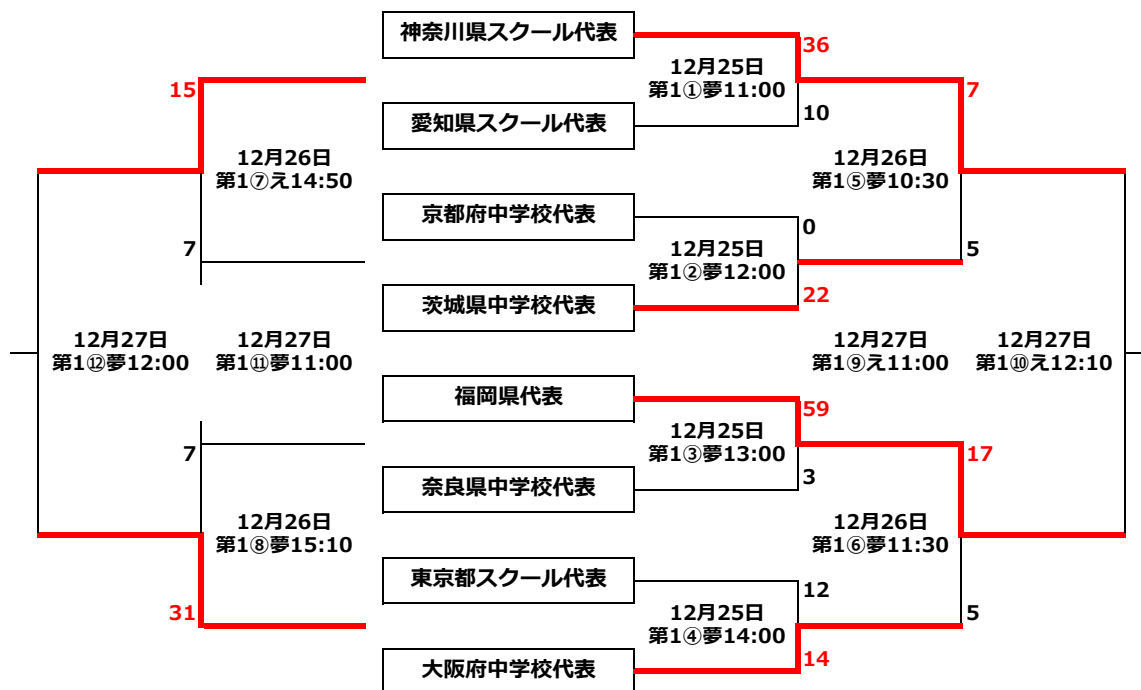 神奈川県スクール代表
36
12月25日
第1①夢11:00
15
7
愛知県スクール代表
10
12月26日
第1⑦え14:50
12月26日
第1⑤夢10:30
京都府中学校代表
0
7
12月25日
第1②夢12:00
5
茨城県中学校代表
22
12月27日
第1⑫夢12:00
12月27日
第1⑪夢11:00
12月27日
第1⑨え11:00
12月27日
第1⑩え12:10
福岡県代表
59
12月25日
第1③夢13:00
7
17
奈良県中学校代表
3
12月26日
第1⑧夢15:10
12月26日
第1⑥夢11:30
東京都スクール代表
12
31
12月25日
第1④夢14:00
5
大阪府中学校代表
14